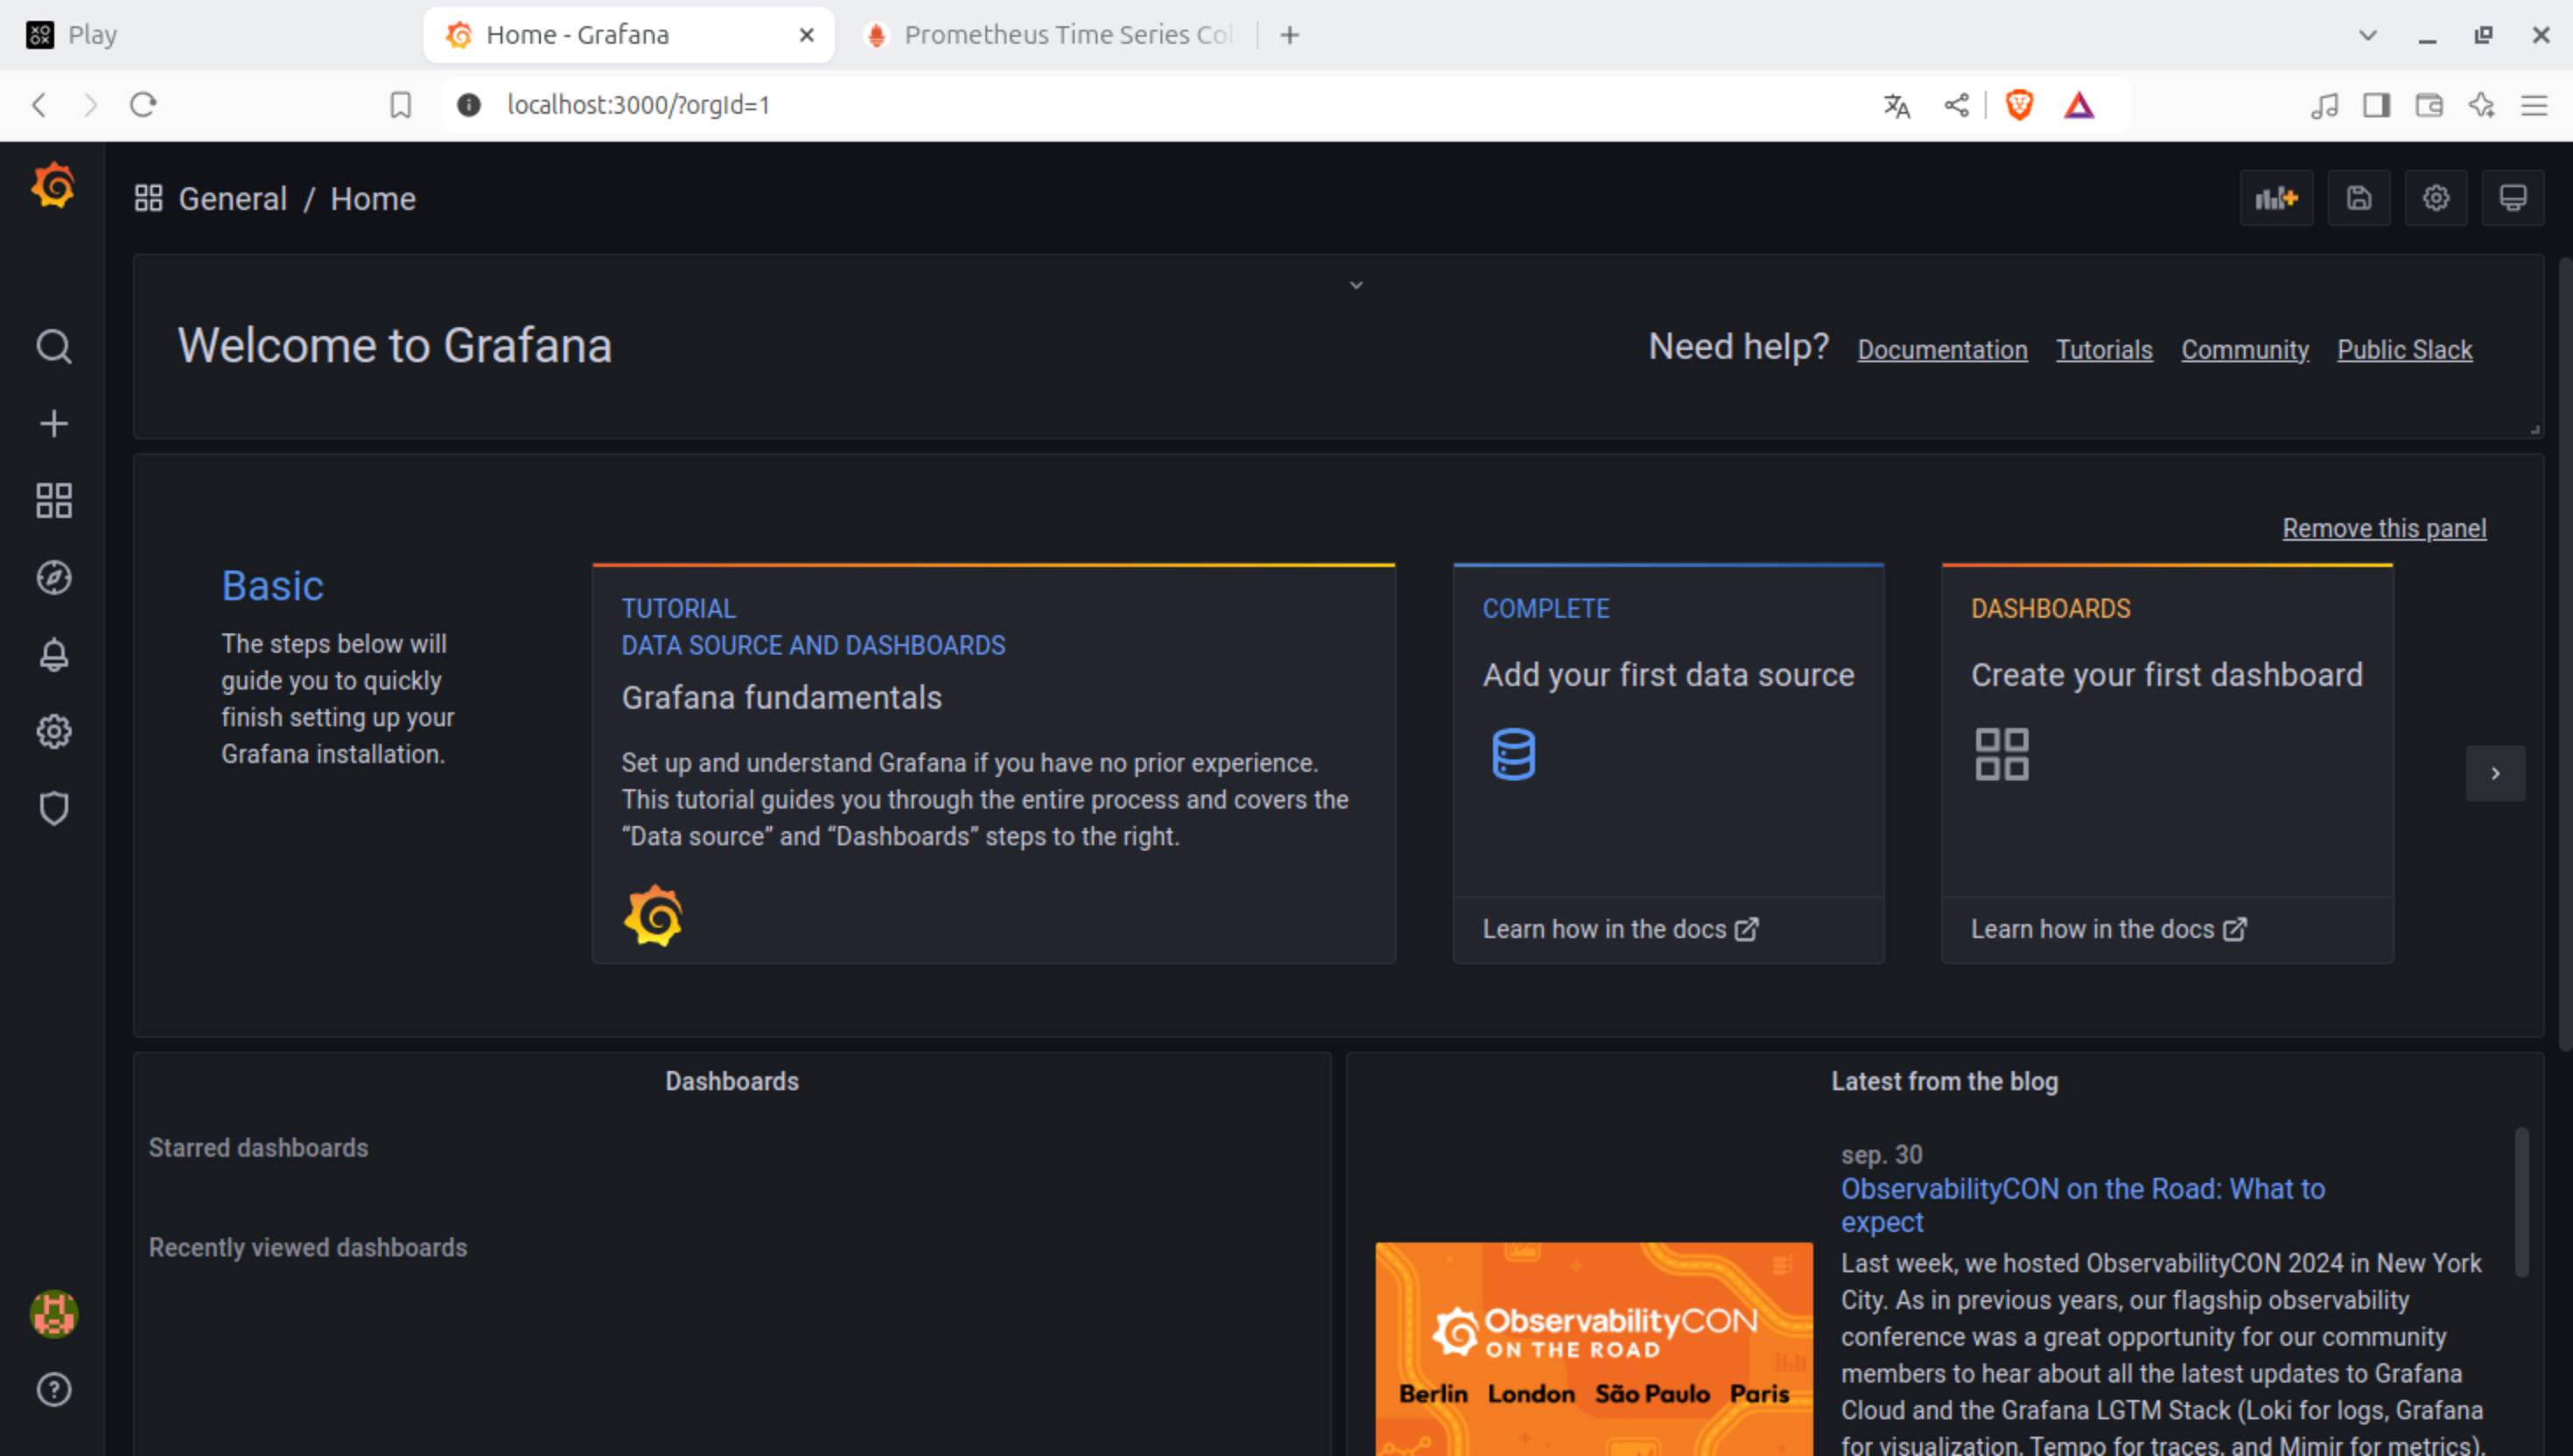 Play
Home - Grafana
Prometheus Time Series Col
localhost:3000/?orgId=1
General / Home
Welcome to Grafana
Need help? Documentation Tutorials Community Public Slack
Remove this panel
Basic
The steps below will
guide you to quickly
finish setting up your
Grafana installation.
TUTORIAL
DATA SOURCE AND DASHBOARDS
Grafana fundamentals
Set up and understand Grafana if you have no prior experience.
This tutorial guides you through the entire process and covers the
“Data source” and “Dashboards” steps to the right.
COMPLETE
Add your first data source
Learn how in the docs
DASHBOARDS
Create your first dashboard
Learn how in the docs
Dashboards
Starred dashboards
Recently viewed dashboards
Latest from the blog
ObservabilityCON
ON THE ROAD
Berlin London São Paulo Paris
sep. 30
ObservabilityCON on the Road: What to
expect
Last week, we hosted ObservabilityCON 2024 in New York
City. As in previous years, our flagship observability
conference was a great opportunity for our community
members to hear about all the latest updates to Grafana
Cloud and the Grafana LGTM Stack (Loki for logs, Grafana
for visualization, Tempo for traces, and Mimir for metrics),